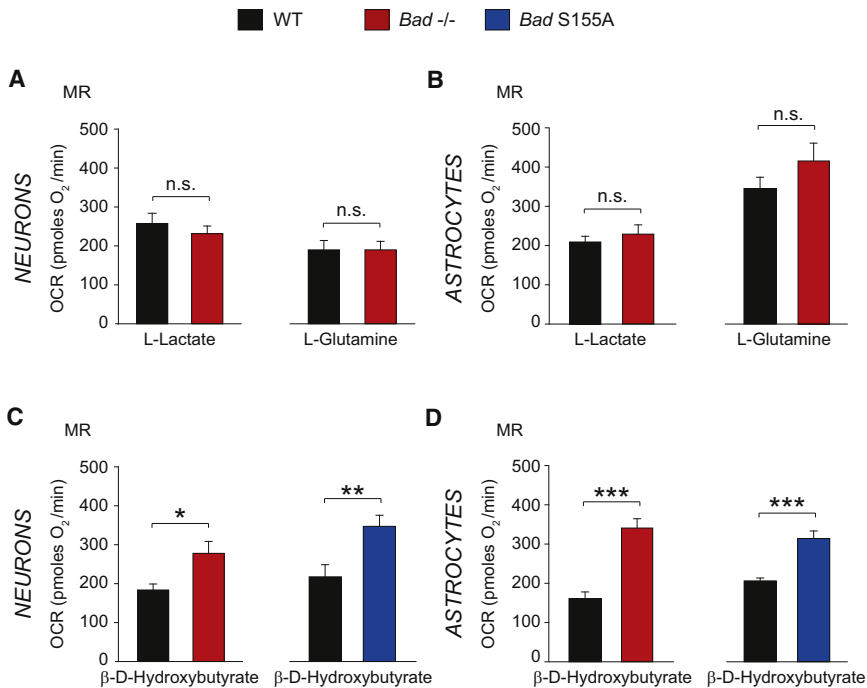 WT Bad -/- Bad S155A
A
MR
NEURONS
OCR (pmoles O2/min)
500
400
300
200
100
0
n.s.
n.s.
L-Lactate L-Glutamine
B
MR
ASTROCYTES
OCR (pmoles O2/min)
500
400
300
200
100
0
n.s.
n.s.
L-Lactate L-Glutamine
C
MR
NEURONS
OCR (pmoles O2/min)
500
400
300
200
100
0
*
**
β-D-Hydroxybutyrate β-D-Hydroxybutyrate
D
MR
ASTROCYTES
OCR (pmoles O2/min)
500
400
300
200
100
0
***
***
β-D-Hydroxybutyrate β-D-Hydroxybutyrate